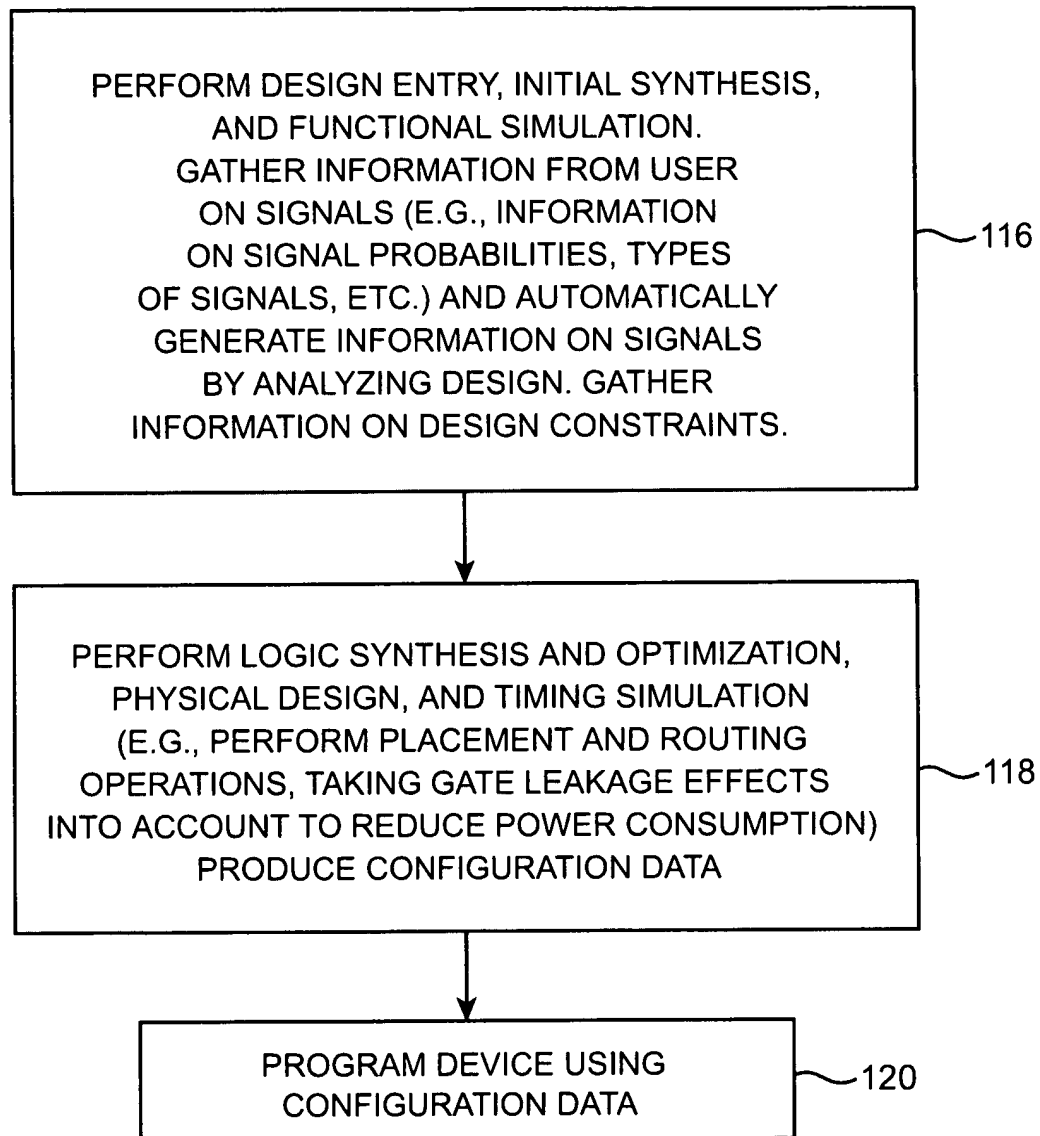 PERFORM DESIGN ENTRY, INITIAL SYNTHESIS,
AND FUNCTIONAL SIMULATION.
GATHER INFORMATION FROM USER
ON SIGNALS (E.G., INFORMATION
ON SIGNAL PROBABILITIES, TYPES
OF SIGNALS, ETC.) AND AUTOMATICALLY
GENERATE INFORMATION ON SIGNALS
BY ANALYZING DESIGN. GATHER
INFORMATION ON DESIGN CONSTRAINTS.
116
PERFORM LOGIC SYNTHESIS AND OPTIMIZATION,
PHYSICAL DESIGN, AND TIMING SIMULATION
(E.G., PERFORM PLACEMENT AND ROUTING
OPERATIONS, TAKING GATE LEAKAGE EFFECTS
INTO ACCOUNT TO REDUCE POWER CONSUMPTION)
PRODUCE CONFIGURATION DATA
118
PROGRAM DEVICE USING
CONFIGURATION DATA
120